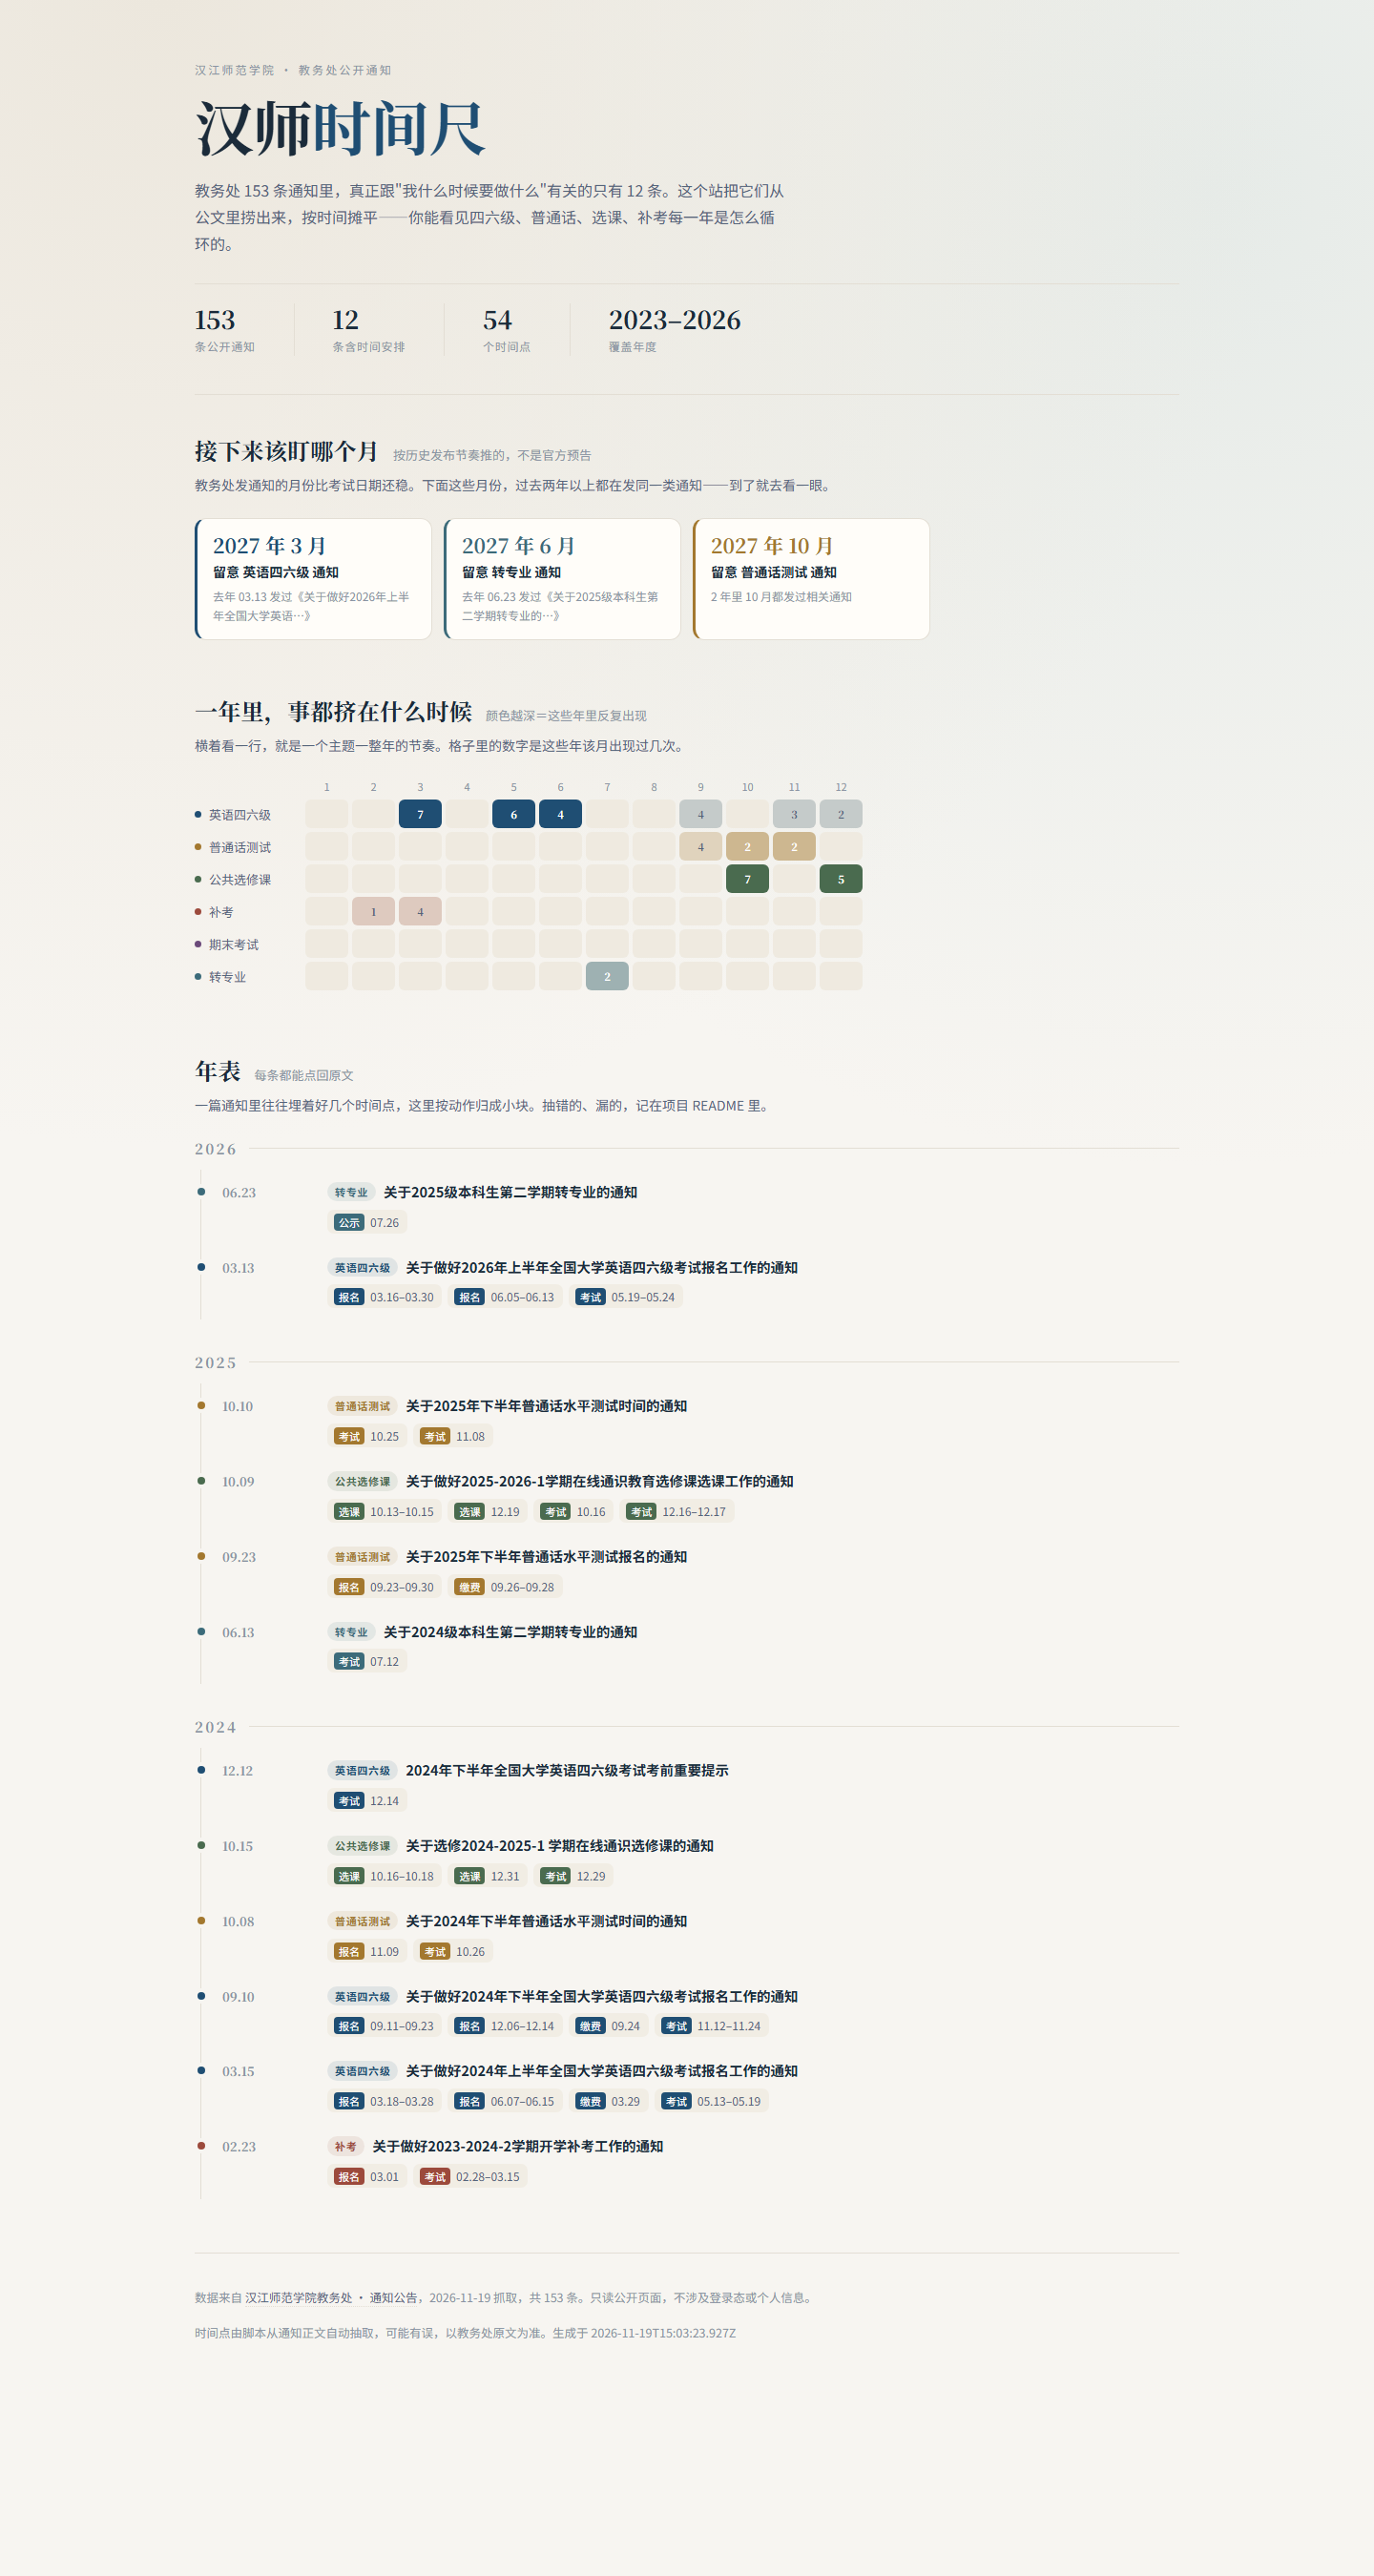 汉江师范学院 · 教务处公开通知
汉师时间尺
教务处 153 条通知里，真正跟"我什么时候要做什么"有关的只有 12 条。这个站把它们从
公文里捞出来，按时间摊平——你能看见四六级、普通话、选课、补考每一年是怎么循
环的。
153 12 54 2023–2026
条公开通知 条含时间安排 个时间点 覆盖年度
接下来该盯哪个月 按历史发布节奏推的，不是官方预告
教务处发通知的月份比考试日期还稳。下面这些月份，过去两年以上都在发同一类通知——到了就去看一眼。
2027 年 3 月
留意 英语四六级 通知
去年 03.13 发过《关于做好2026年上半
年全国大学英语…》
2027 年 6 月
留意 转专业 通知
去年 06.23 发过《关于2025级本科生第
二学期转专业的…》
2027 年 10 月
留意 普通话测试 通知
2 年里 10 月都发过相关通知
一年里，事都挤在什么时候 颜色越深=这些年里反复出现
横着看一行，就是一个主题一整年的节奏。格子里的数字是这些年该月出现过几次。
1 2 3 4 5 6 7 8 9 10 11 12
英语四六级 7 6 4 4 3 2
普通话测试 4 2 2
公共选修课 7 5
补考 1 4
期末考试
转专业 2
年表 每条都能点回原文
一篇通知里往往埋着好几个时间点，这里按动作归成小块。抽错的、漏的，记在项目 README 里。
2026
06.23 转专业 关于2025级本科生第二学期转专业的通知
公示 07.26
03.13 英语四六级 关于做好2026年上半年全国大学英语四六级考试报名工作的通知
报名 03.16–03.30 报名 06.05–06.13 考试 05.19–05.24
2025
10.10 普通话测试 关于2025年下半年普通话水平测试时间的通知
考试 10.25 考试 11.08
10.09 公共选修课 关于做好2025-2026-1学期在线通识教育选修课选课工作的通知
选课 10.13–10.15 选课 12.19 考试 10.16 考试 12.16–12.17
09.23 普通话测试 关于2025年下半年普通话水平测试报名的通知
报名 09.23–09.30 缴费 09.26–09.28
06.13 转专业 关于2024级本科生第二学期转专业的通知
考试 07.12
2024
12.12 英语四六级 2024年下半年全国大学英语四六级考试考前重要提示
考试 12.14
10.15 公共选修课 关于选修2024-2025-1 学期在线通识选修课的通知
选课 10.16–10.18 选课 12.31 考试 12.29
10.08 普通话测试 关于2024年下半年普通话水平测试时间的通知
报名 11.09 考试 10.26
09.10 英语四六级 关于做好2024年下半年全国大学英语四六级考试报名工作的通知
报名 09.11–09.23 报名 12.06–12.14 缴费 09.24 考试 11.12–11.24
03.15 英语四六级 关于做好2024年上半年全国大学英语四六级考试报名工作的通知
报名 03.18–03.28 报名 06.07–06.15 缴费 03.29 考试 05.13–05.19
02.23 补考 关于做好2023-2024-2学期开学补考工作的通知
报名 03.01 考试 02.28–03.15
数据来自 汉江师范学院教务处 · 通知公告，2026-11-19 抓取，共 153 条。只读公开页面，不涉及登录态或个人信息。
时间点由脚本从通知正文自动抽取，可能有误，以教务处原文为准。生成于 2026-11-19T15:03:23.927Z